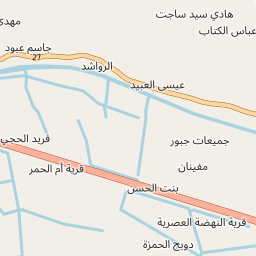 هادي سيد ساجت
عباس الكتاب
مهدي
جاسم عبود
27
الرواشد
عيسى العبيد
فريد الحجي
جميعات جبور
مفينان
قرية أم الحمر
بنت الحسن
قرية النهضة العصرية
دويج الحمزة